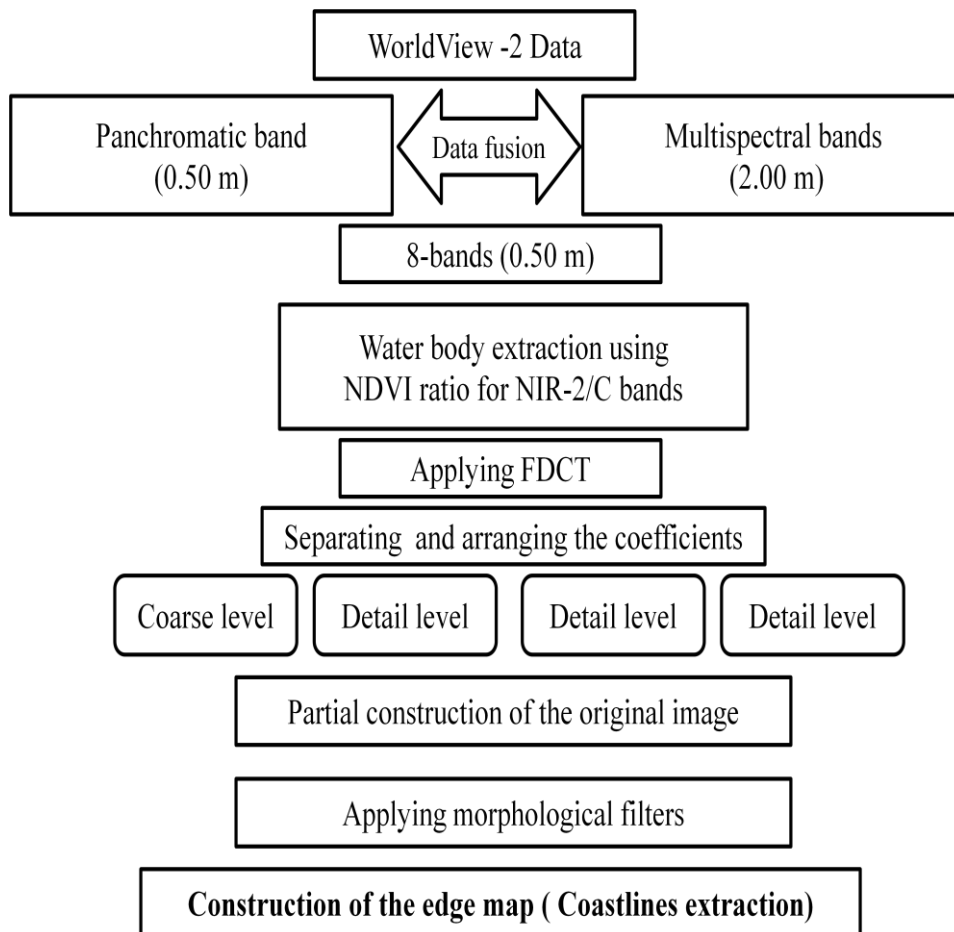 WorldView -2 Data
Panchromatic band
(0.50 m)
Data fusion
Multispectral bands
(2.00 m)
8-bands (0.50 m)
Water body extraction using
NDVI ratio for NIR-2/C bands
Applying FDCT
Separating and arranging the coefficients
Coarse level
Detail level
Detail level
Detail level
Partial construction of the original image
Applying morphological filters
Construction of the edge map ( Coastlines extraction)